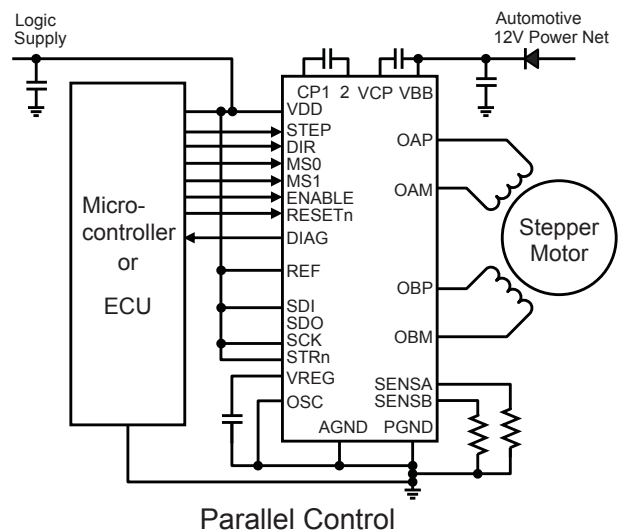 Logic
Supply
Automotive
12V Power Net
CP1 2 VCP VBB
VDD
STEP
DIR
MS0
MS1
ENABLE
RESETn
DIAG
REF
SDI
SDO
SCK
STRn
VREG
OSC
AGND PGND
OAP
OAM
OBP
OBM
SENSA
SENSB
Micro-
controller
or
ECU
Stepper
Motor
Parallel Control